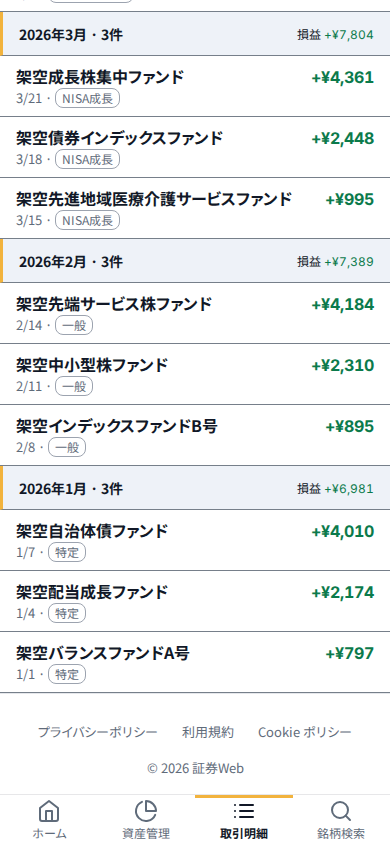 2026年3月・3件 損益 +¥7,804
架空成長株集中ファンド +¥4,361
3/21・NISA成長
架空債券インデックスファンド +¥2,448
3/18・NISA成長
架空先進地域医療介護サービスファンド +¥995
3/15・NISA成長
2026年2月・3件 損益 +¥7,389
架空先端サービス株ファンド +¥4,184
2/14・一般
架空中小型株ファンド +¥2,310
2/11・一般
架空インデックスファンドB号 +¥895
2/8・一般
2026年1月・3件 損益 +¥6,981
架空自治体債ファンド +¥4,010
1/7・特定
架空配当成長ファンド +¥2,174
1/4・特定
架空バランスファンドA号 +¥797
1/1・特定
プライバシーポリシー 利用規約 Cookie ポリシー
© 2026 証券Web
ホーム 資産管理 取引明細 銘柄検索